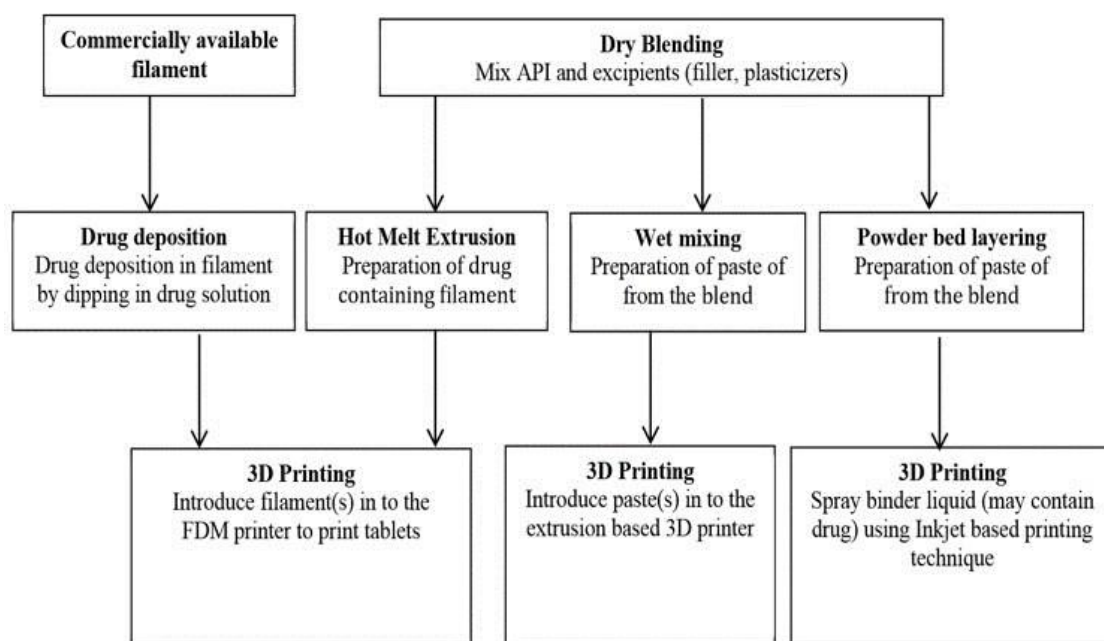 Commercially available
filament
Dry Blending
Mix API and excipients (filler, plasticizers)
Drug deposition
Drug deposition in filament
by dipping in drug solution
Hot Melt Extrusion
Preparation of drug
containing filament
Wet mixing
Preparation of paste of
from the blend
Powder bed layering
Preparation of paste of
from the blend
3D Printing
Introduce filament(s) in to the
FDM printer to print tablets
3D Printing
Introduce paste(s) in to the
extrusion based 3D printer
3D Printing
Spray binder liquid (may contain
drug) using Inkjet based printing
technique